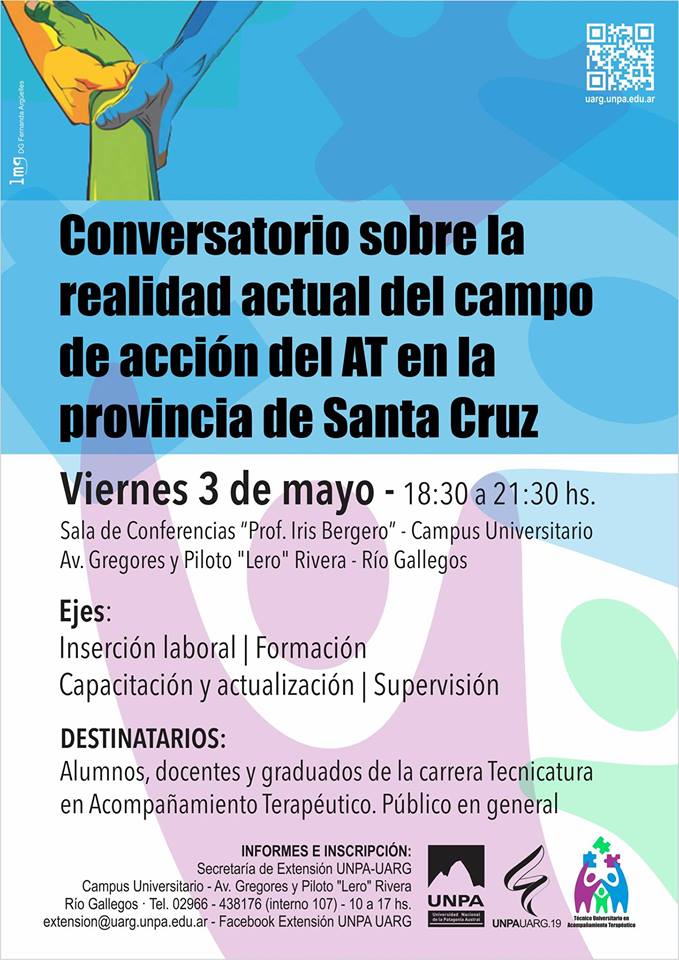 uarg.unpa.edu.ar
lmg DG Fernanda Argüelles
Conversatorio sobre la
realidad actual del campo
de acción del AT en la
provincia de Santa Cruz
Viernes 3 de mayo - 18:30 a 21:30 hs.
Sala de Conferencias “Prof. Iris Bergero” - Campus Universitario
Av. Gregores y Piloto "Lero" Rivera - Río Gallegos
Ejes:
Inserción laboral | Formación
Capacitación y actualización | Supervisión
DESTINATARIOS:
Alumnos, docentes y graduados de la carrera Tecnicatura
en Acompañamiento Terapéutico. Público en general
INFORMES E INSCRIPCIÓN:
Secretaría de Extensión UNPA-UARG
Campus Universitario - Av. Gregores y Piloto "Lero" Rivera
Río Gallegos · Tel. 02966 - 438176 (interno 107) - 10 a 17 hs.
extension@uarg.unpa.edu.ar - Facebook Extensión UNPA UARG
UNPA
Universidad Nacional
de la Patagonia Austral
UNPAUARG.19
Técnico Universitario en
Acompañamiento Terapéutico